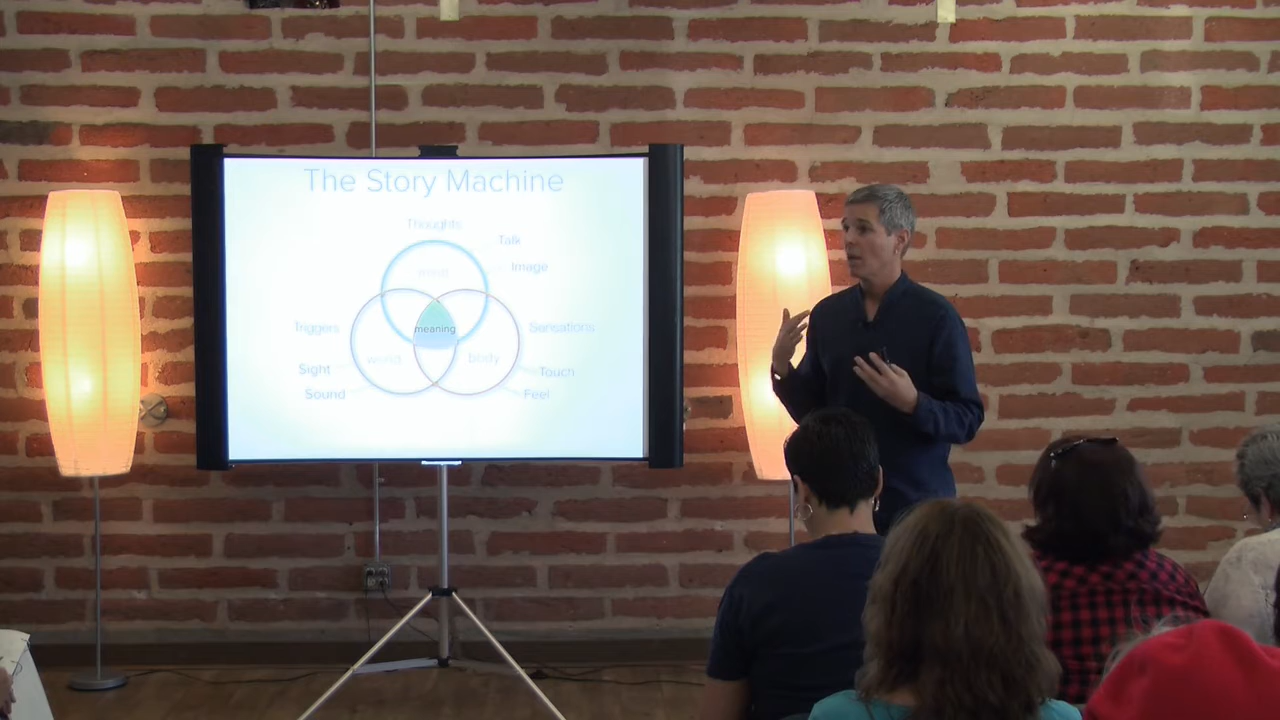 The Story Machine
Thoughts
Talk
mind
Image
Triggers
meaning
Sensations
world
body
Sight
Touch
Sound
Feel